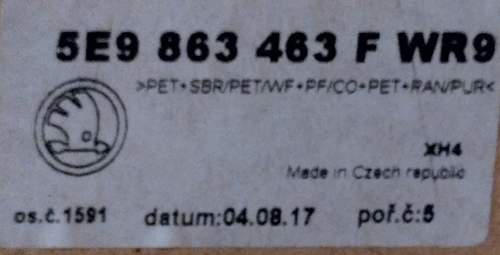 5E9 863 463 F WR9
>PET+SBR/PET/WF+PF/CO+PET+RAN/PUR<
XH4
Made in Czech republic
os.č.1591 datum:04.08.17 poř.č:5